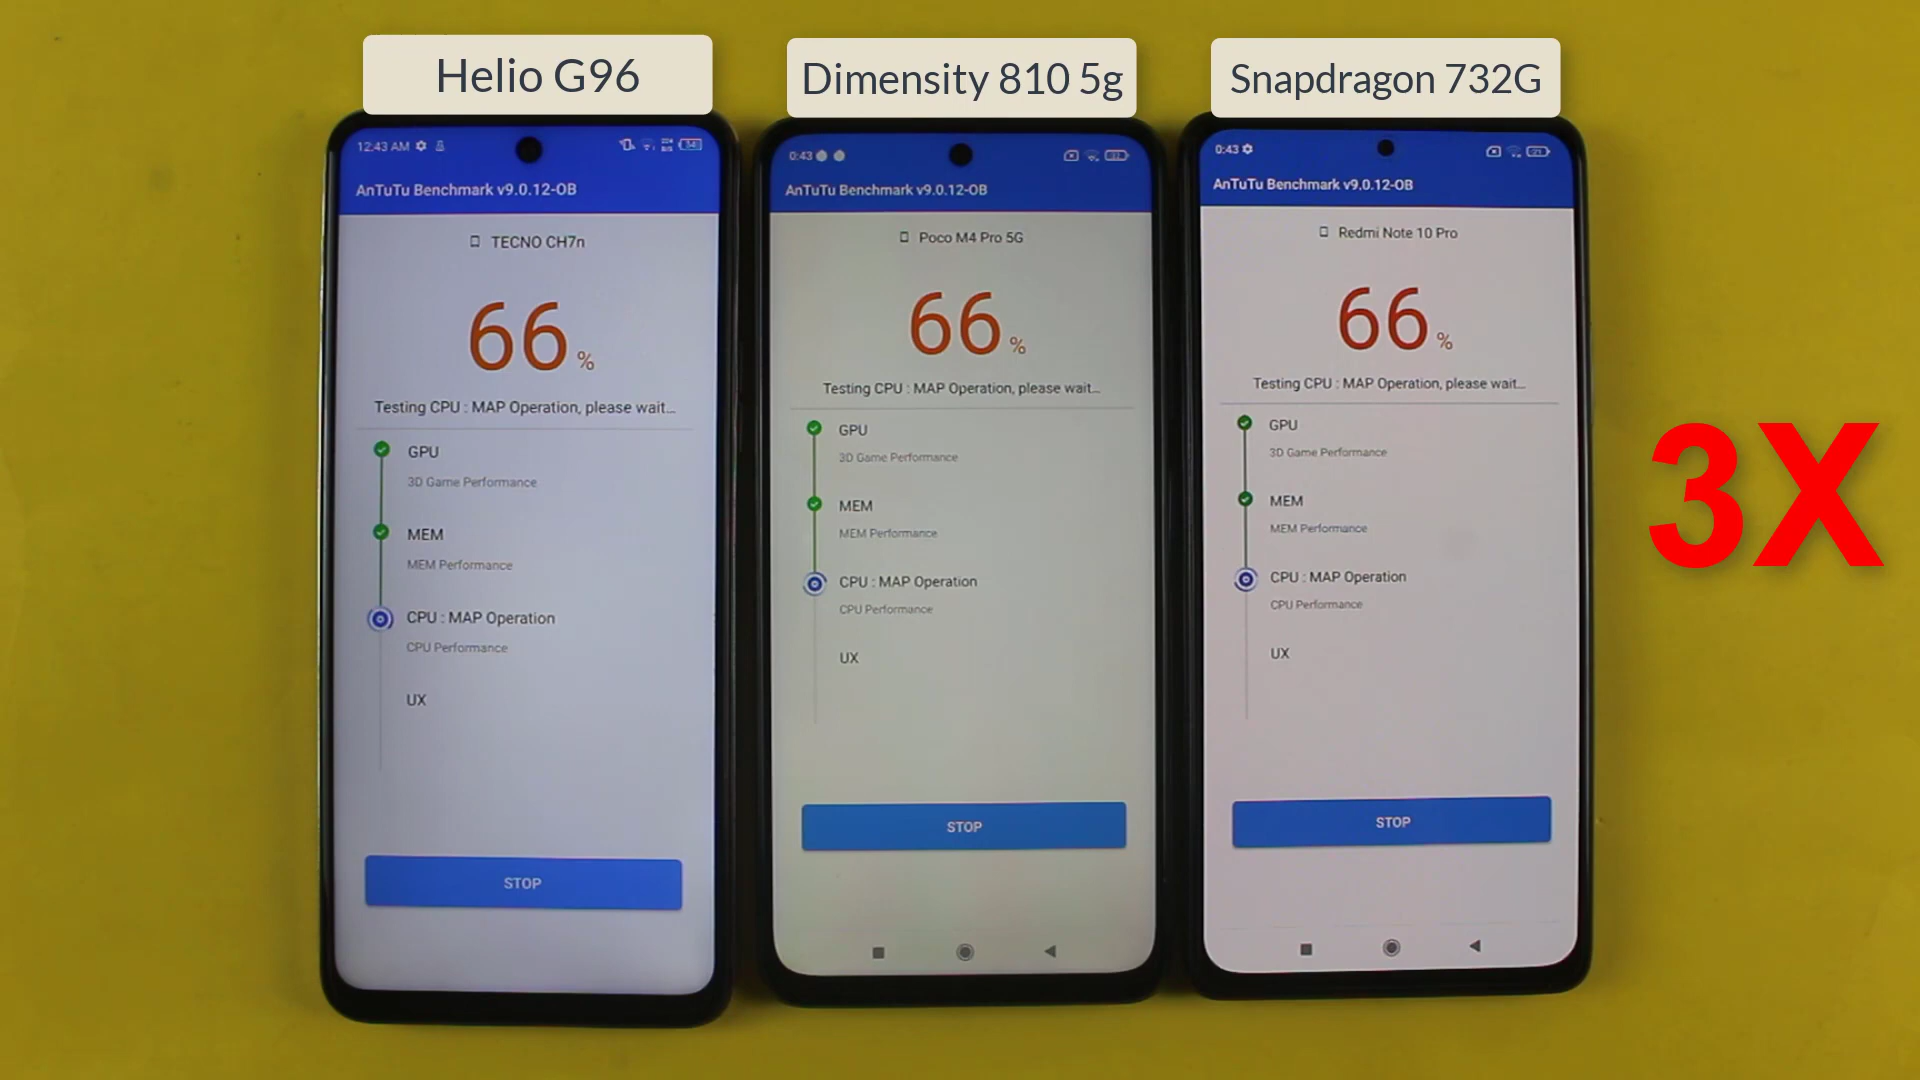 Helio G96
12:43 AM
AnTuTu Benchmark v9.0.12-OB
TECNO CH7n
66%
Testing CPU : MAP Operation, please wait...
GPU
3D Game Performance
MEM
MEM Performance
CPU : MAP Operation
CPU Performance
UX
STOP
Dimensity 810 5g
0:43
AnTuTu Benchmark v9.0.12-OB
Poco M4 Pro 5G
66%
Testing CPU : MAP Operation, please wait...
GPU
3D Game Performance
MEM
MEM Performance
CPU : MAP Operation
CPU Performance
UX
STOP
Snapdragon 732G
0:43
AnTuTu Benchmark v9.0.12-OB
Redmi Note 10 Pro
66%
Testing CPU : MAP Operation, please wait...
GPU
3D Game Performance
MEM
MEM Performance
CPU : MAP Operation
CPU Performance
UX
STOP
3X